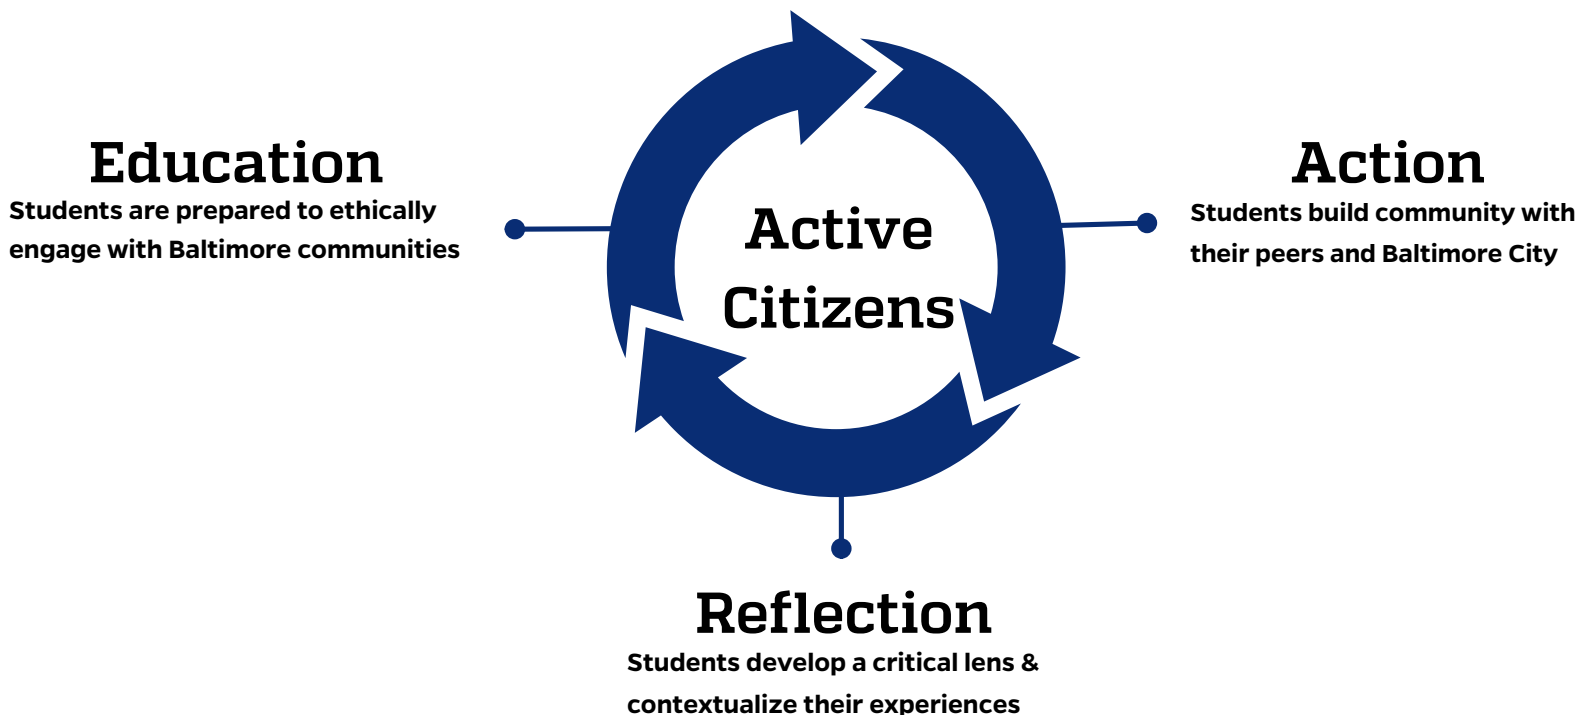 Education
Students are prepared to ethically
engage with Baltimore communities
Active
Citizens
Action
Students build community with
their peers and Baltimore City
Reflection
Students develop a critical lens &
contextualize their experiences